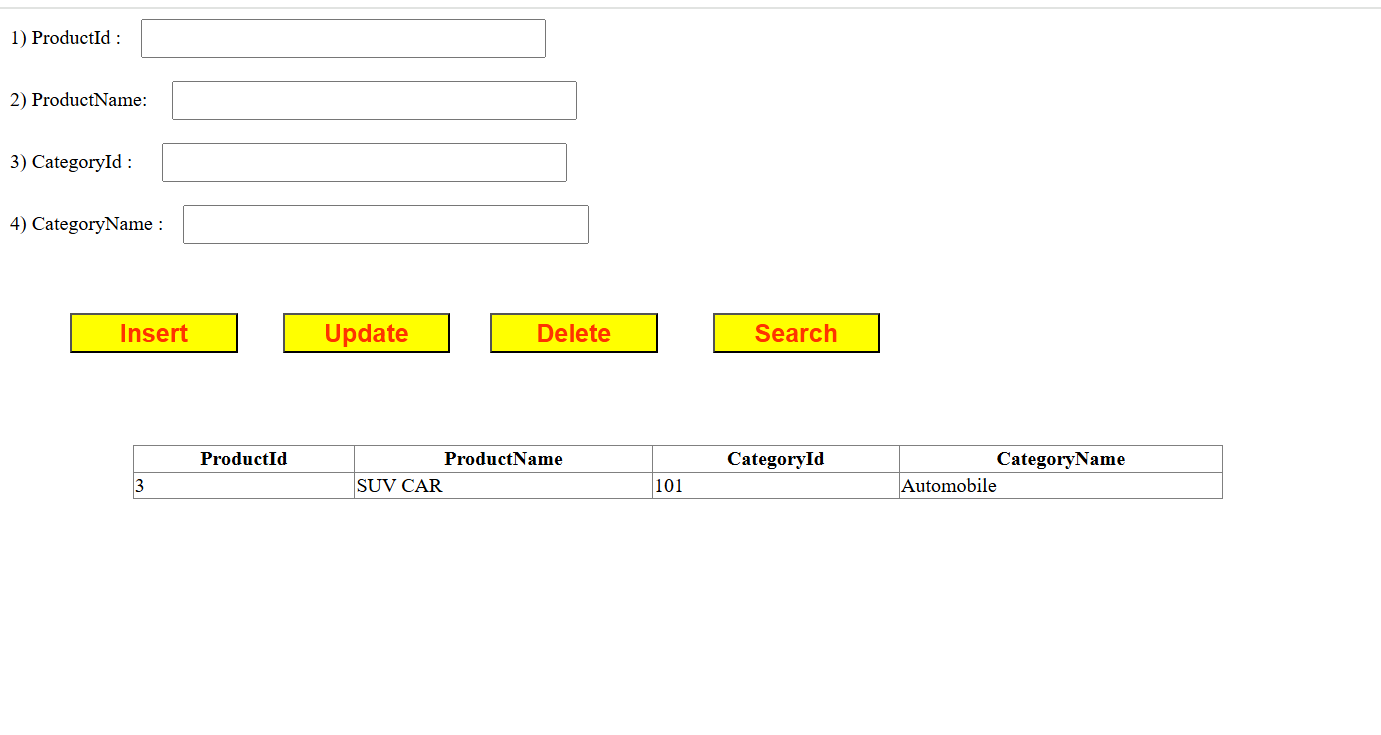 1) ProductId :
2) ProductName:
3) CategoryId :
4) CategoryName :
Insert Update Delete Search
ProductId ProductName CategoryId CategoryName
3 SUV CAR 101 Automobile